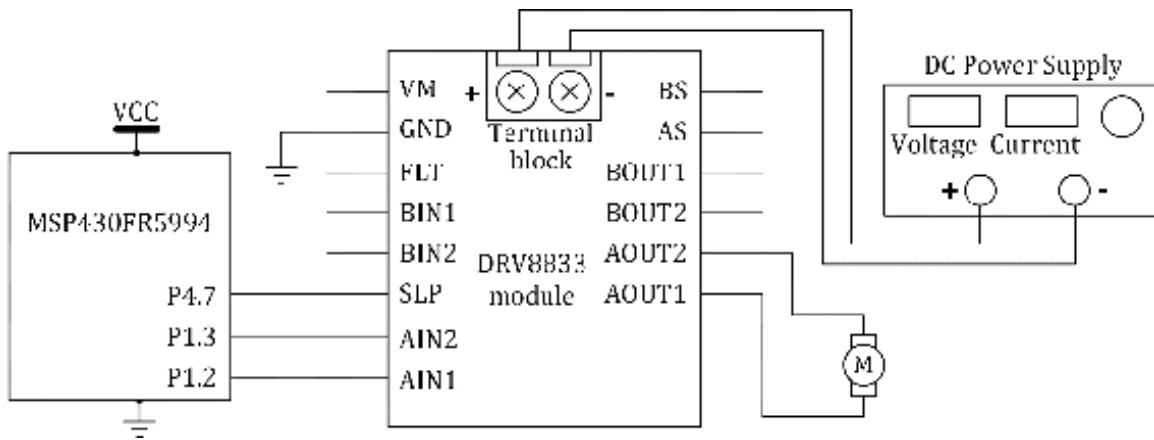 VCC
MSP430FR5994
P4.7
P1.3
P1.2
VM
GND
FLT
BIN1
BIN2
SLP
AIN2
AIN1
+
-
Terminal
block
DRV8833
module
BS
AS
BOUT1
BOUT2
AOUT2
AOUT1
M
DC Power Supply
Voltage Current
+ -